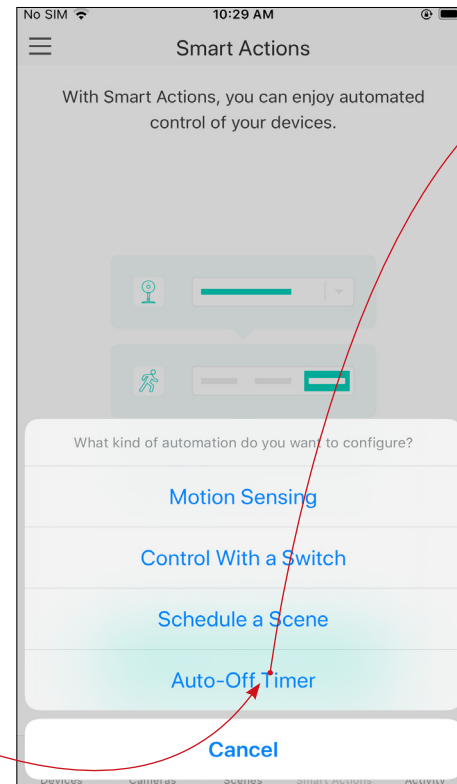 No SIM 10:29 AM
Smart Actions
With Smart Actions, you can enjoy automated
control of your devices.
What kind of automation do you want to configure?
Motion Sensing
Control With a Switch
Schedule a Scene
Auto-Off Timer
Cancel
Devices Cameras Scenes Smart Actions Activity